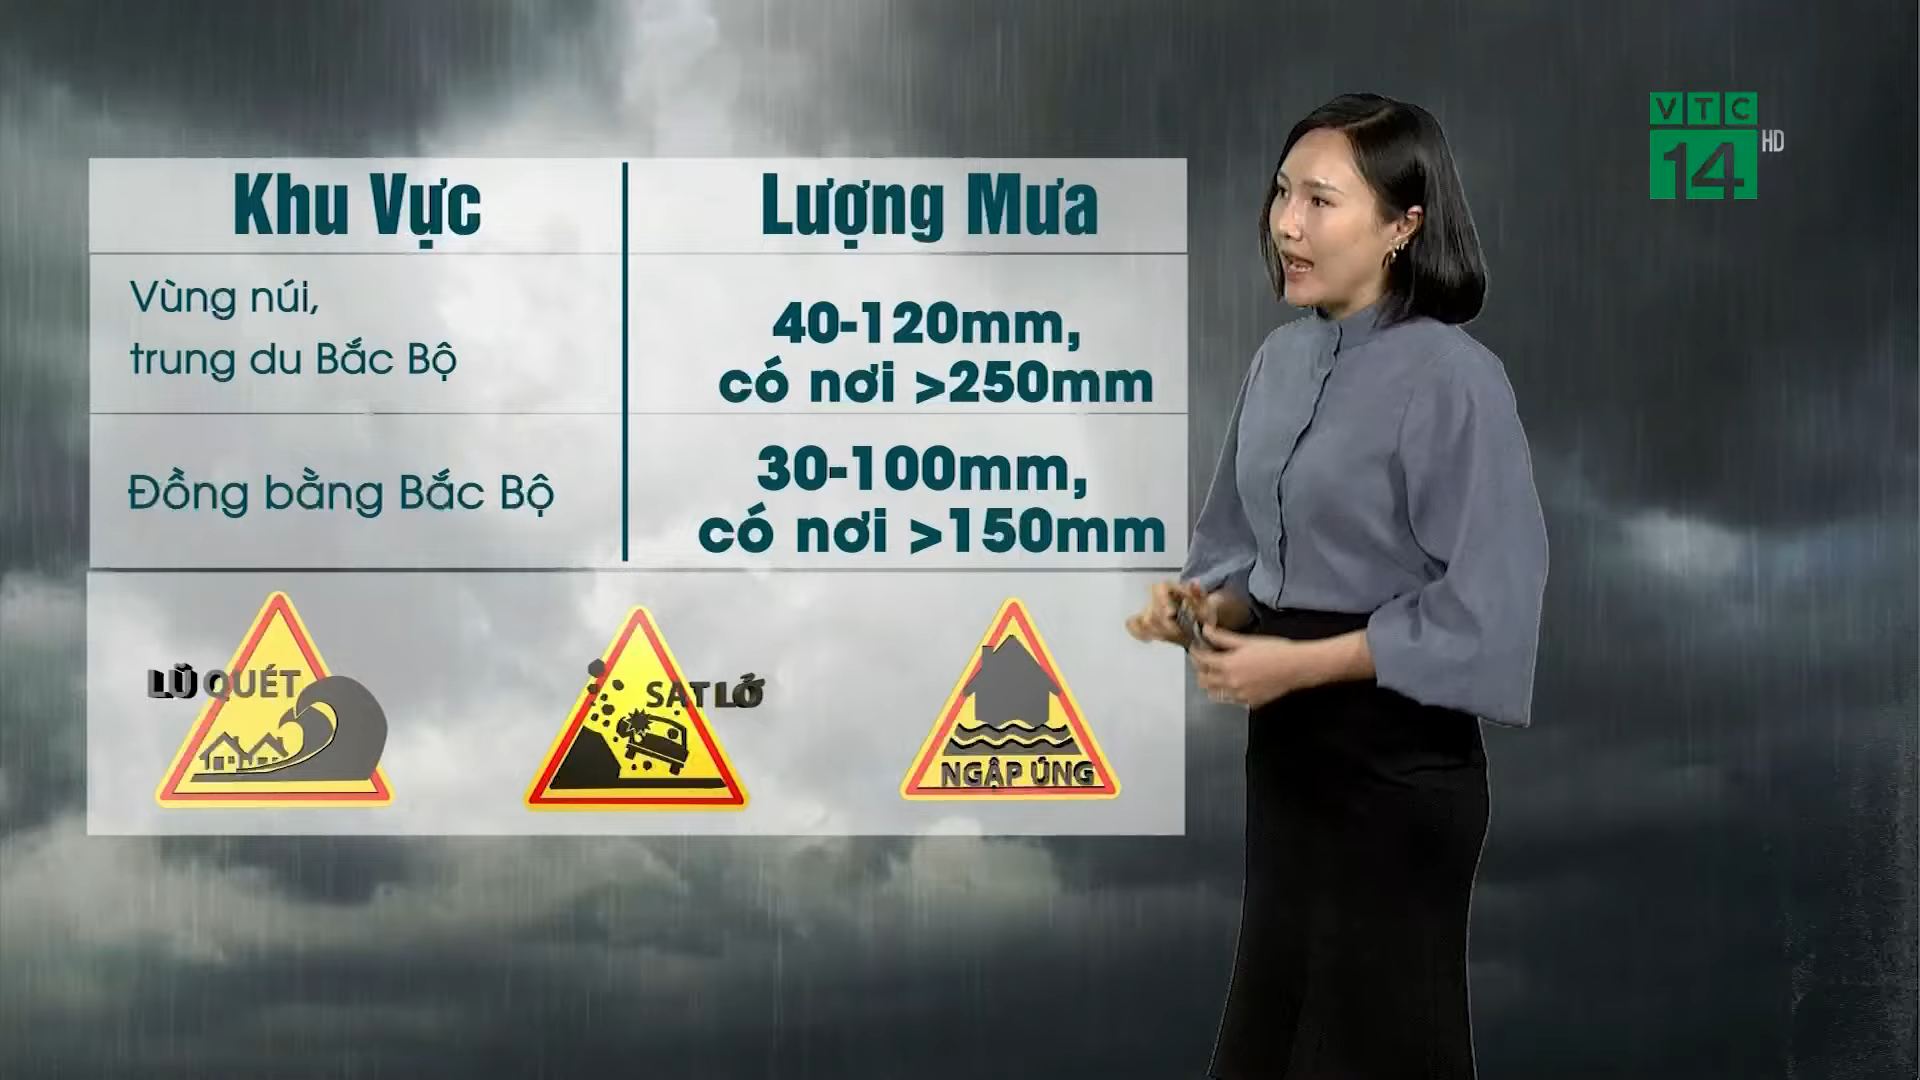 VTC
14
HD
Khu Vực
Lượng Mưa
Vùng núi,
trung du Bắc Bộ
40-120mm,
có nơi >250mm
Đồng bằng Bắc Bộ
30-100mm,
có nơi >150mm
LŨ QUÉT
SẠT LỞ
NGẬP ÚNG